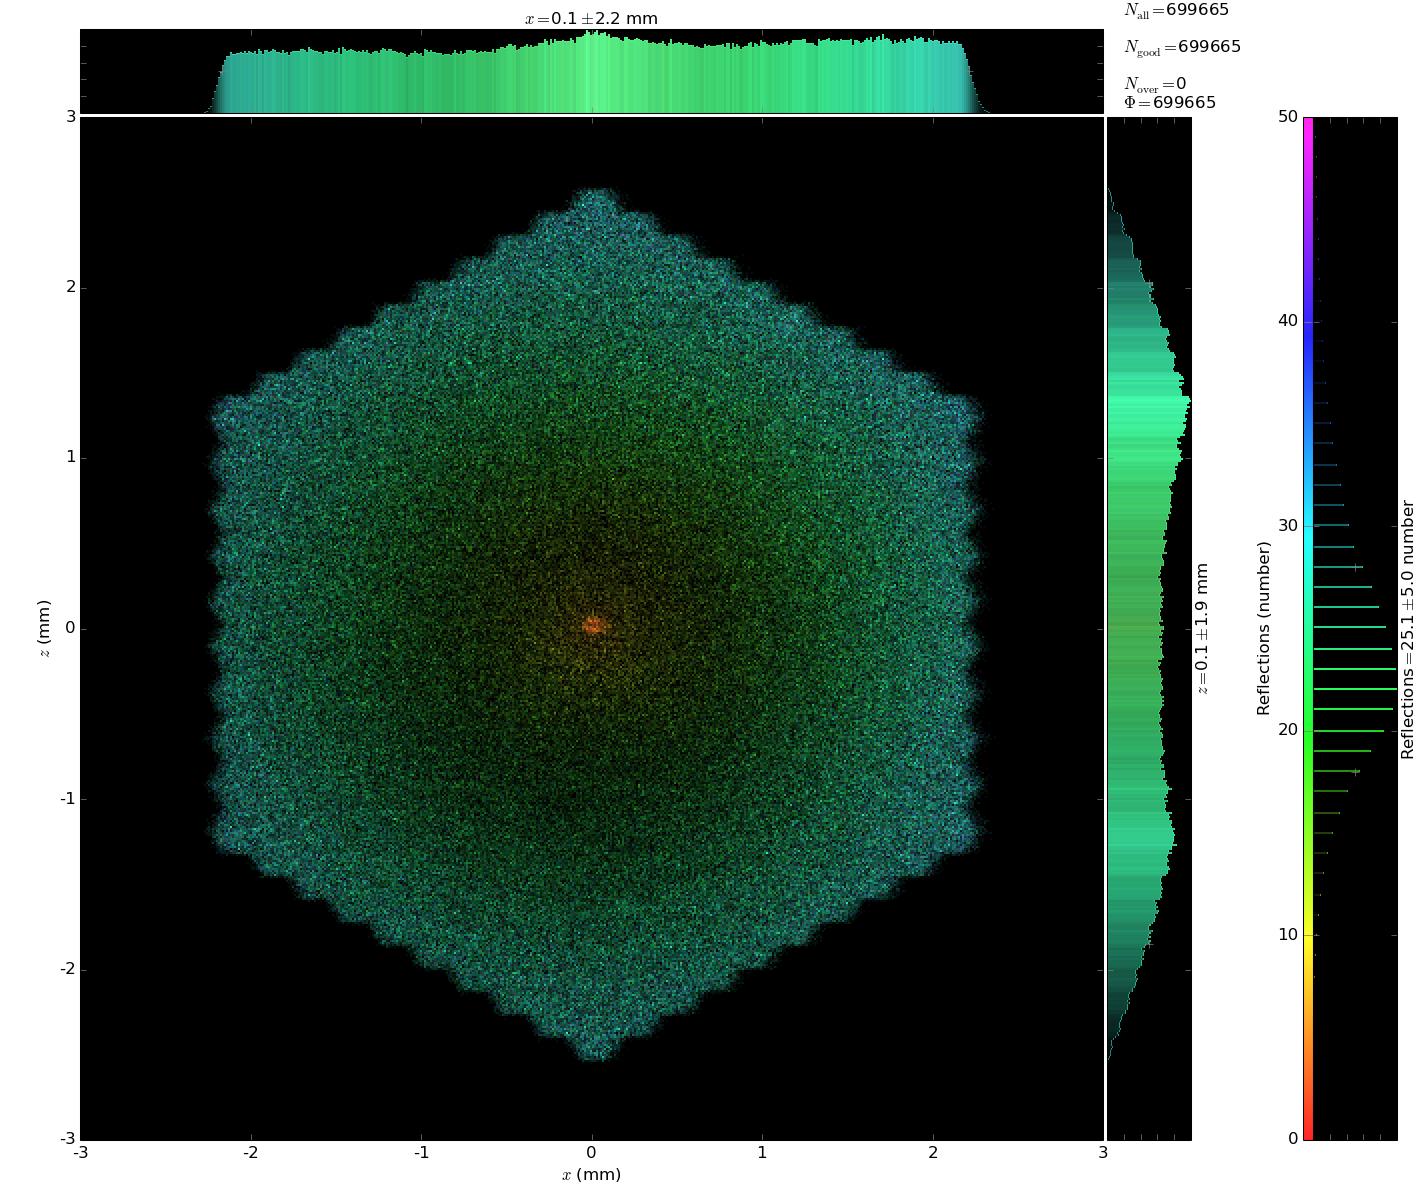 x=0.1±2.2 mm
N_all=699665
N_good=699665
N_over=0
Φ=699665
3
2
1
0
-1
-2
-3
z (mm)
-3
-2
-1
0
1
2
3
x (mm)
z=0.1±1.9 mm
50
40
30
20
10
0
Reflections (number)
Reflections=25.1±5.0 number